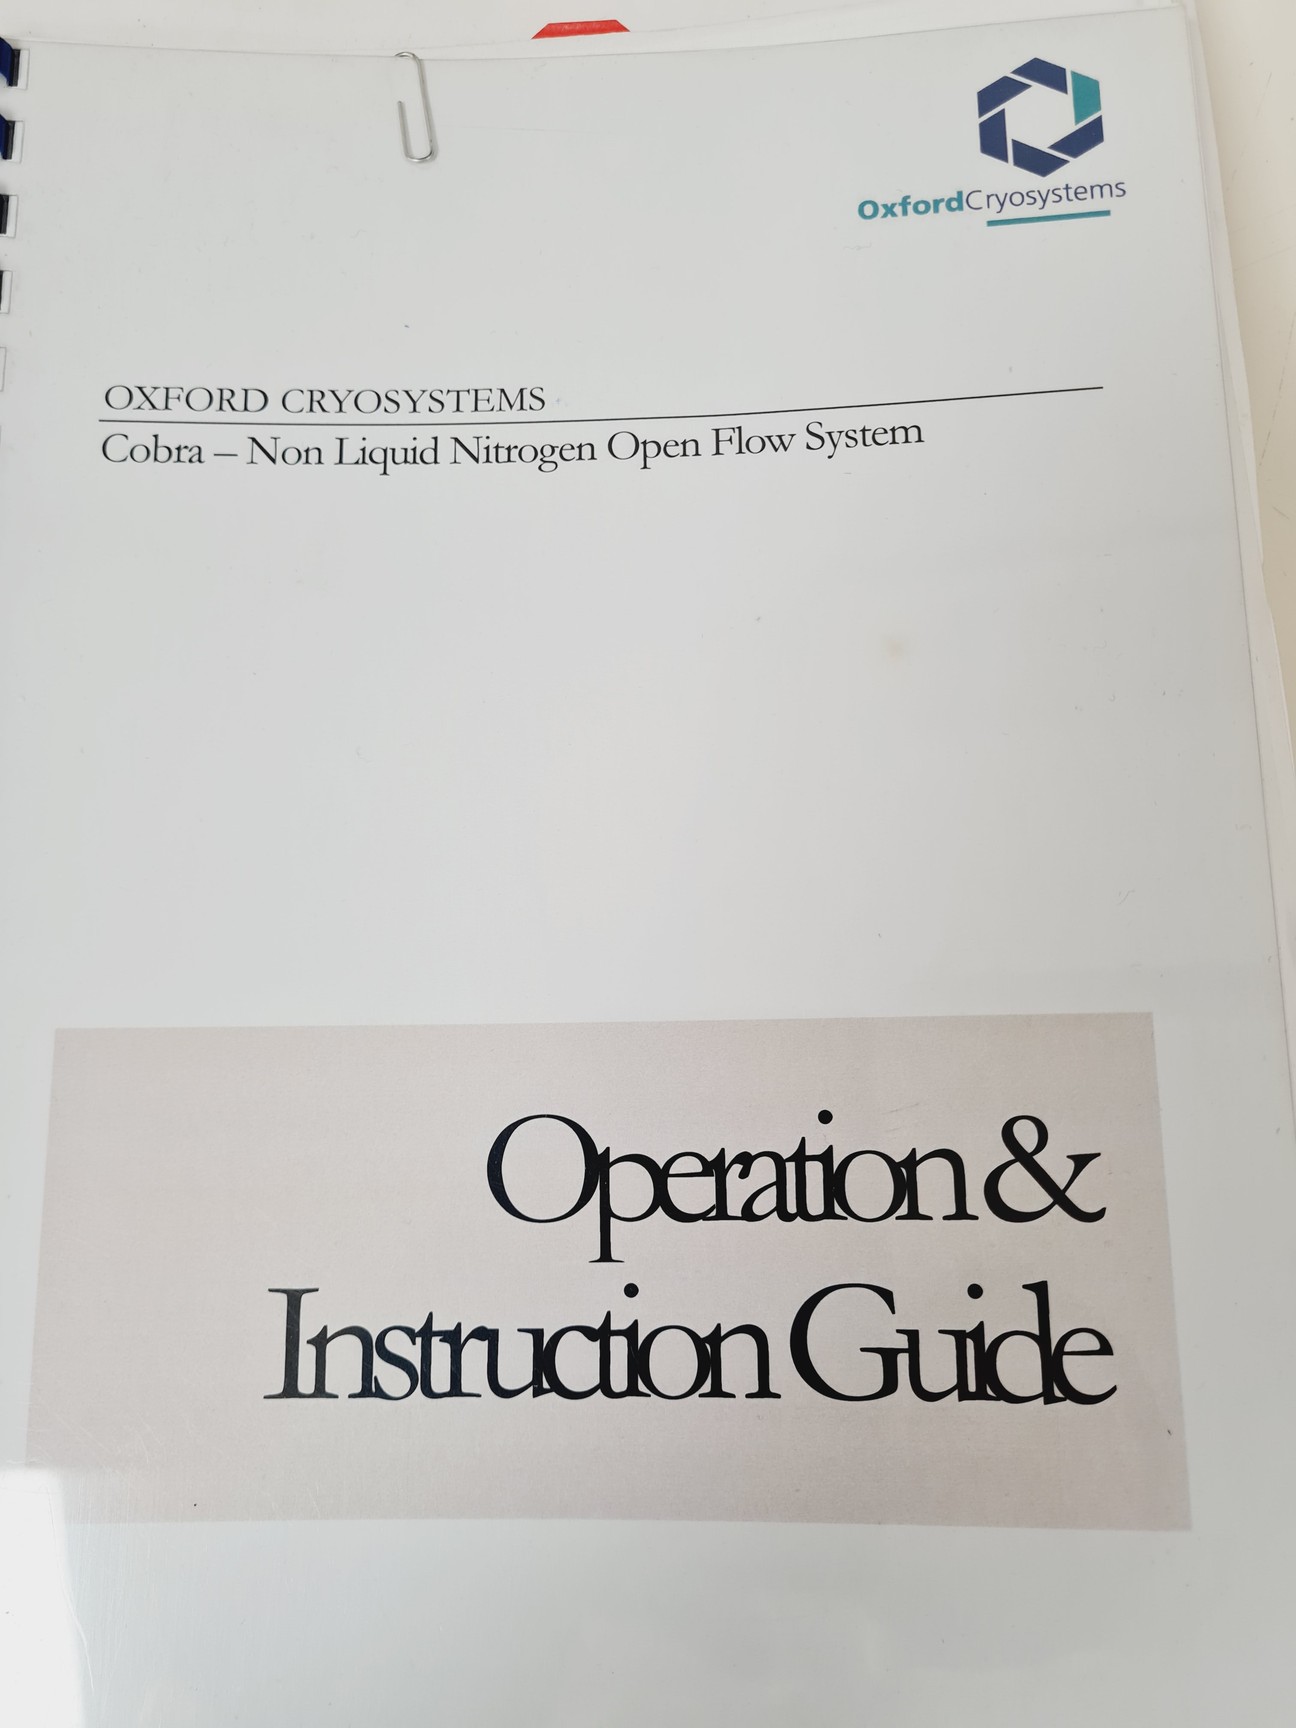 OxfordCryosystems
OXFORD CRYOSYSTEMS
Cobra – Non Liquid Nitrogen Open Flow System
Operation &
Instruction Guide